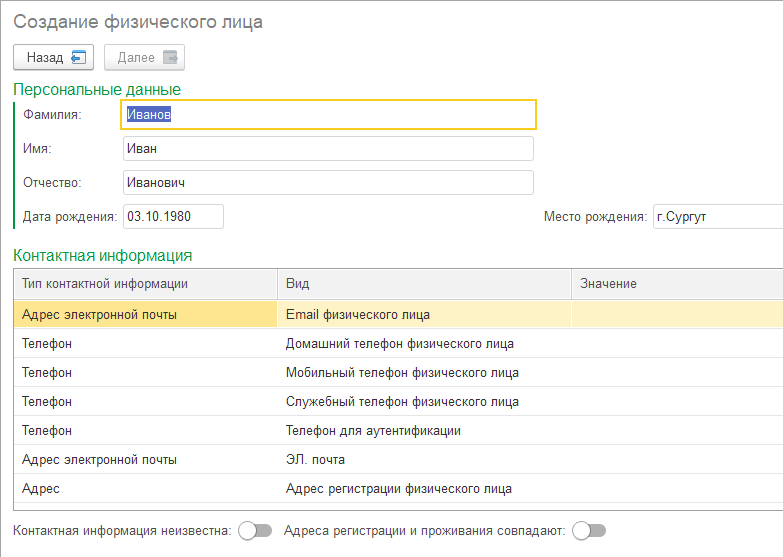 Создание физического лица
Назад Далее
Персональные данные
Фамилия: Иванов
Имя: Иван
Отчество: Иванович
Дата рождения: 03.10.1980 Место рождения: г.Сургут
Контактная информация
Тип контактной информации Вид Значение
Адрес электронной почты Email физического лица
Телефон Домашний телефон физического лица
Телефон Мобильный телефон физического лица
Телефон Служебный телефон физического лица
Телефон Телефон для аутентификации
Адрес электронной почты ЭЛ. почта
Адрес Адрес регистрации физического лица
Контактная информация неизвестна: Адреса регистрации и проживания совпадают: